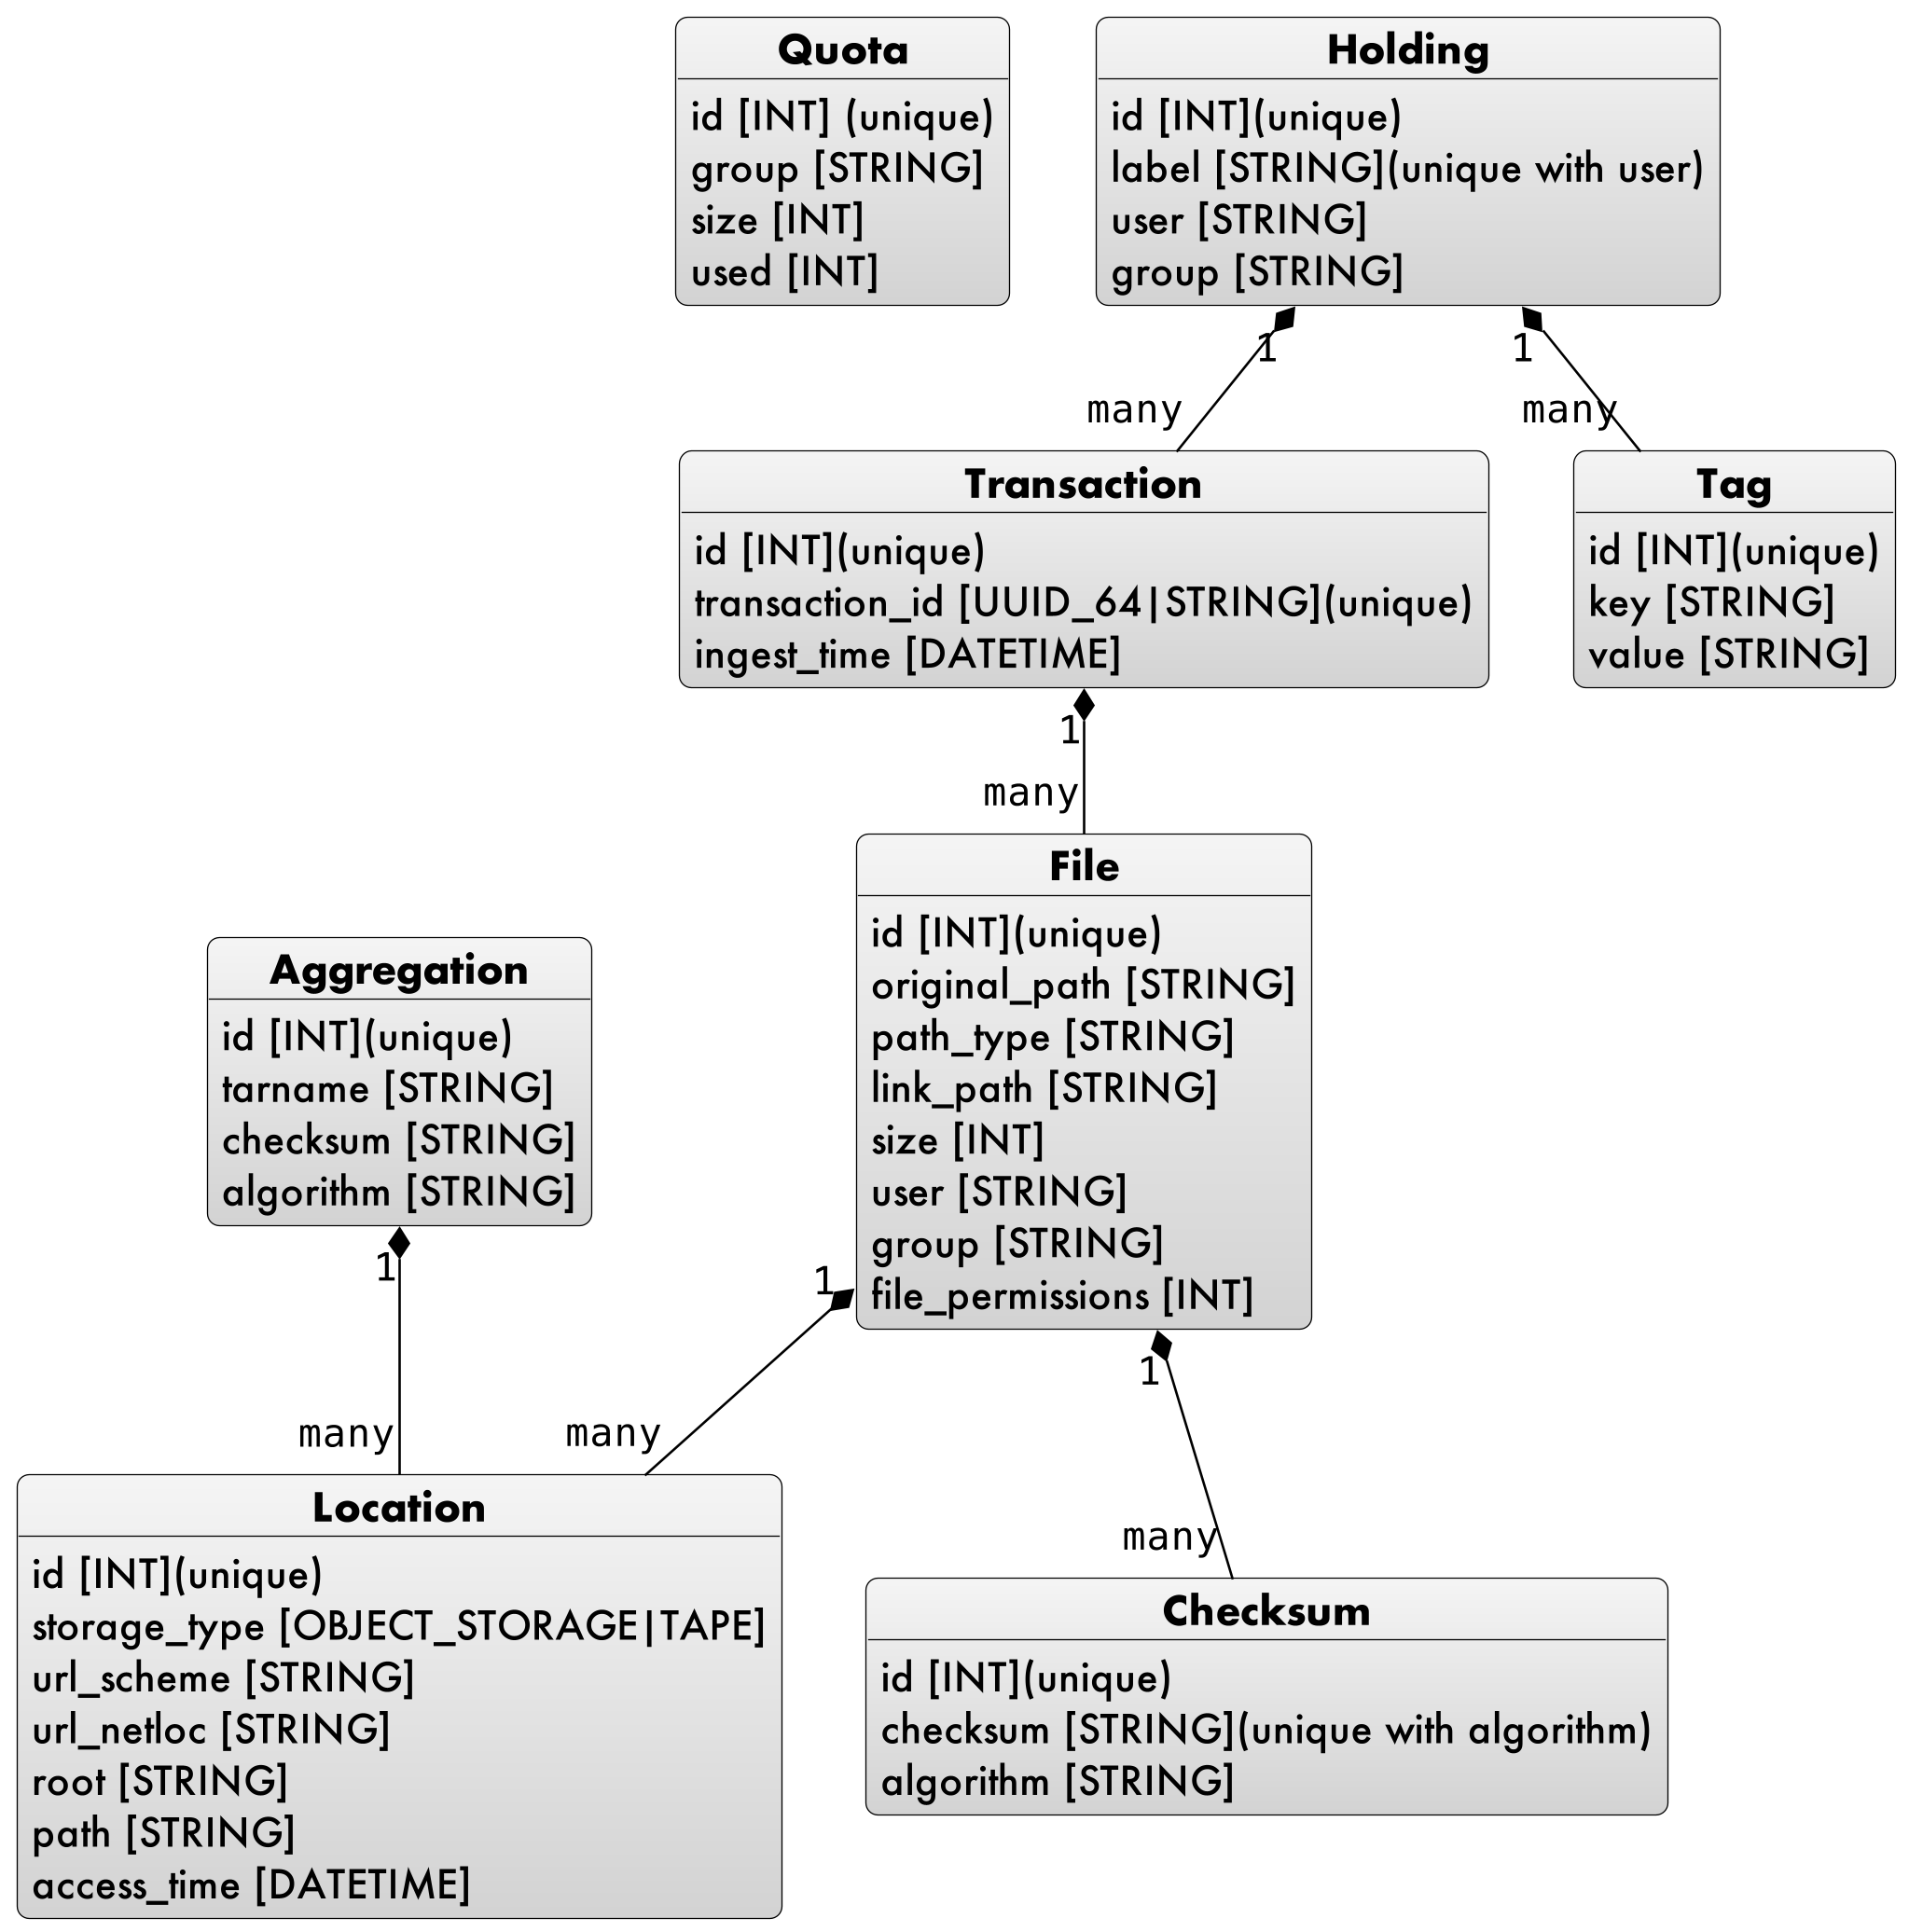 Quota
id [INT] (unique)
group [STRING]
size [INT]
used [INT]
Holding
id [INT](unique)
label [STRING](unique with user)
user [STRING]
group [STRING]
1
many
1
many
Transaction
id [INT](unique)
transaction_id [UUID_64|STRING](unique)
ingest_time [DATETIME]
Tag
id [INT](unique)
key [STRING]
value [STRING]
1
many
File
id [INT](unique)
original_path [STRING]
path_type [STRING]
link_path [STRING]
size [INT]
user [STRING]
group [STRING]
file_permissions [INT]
Aggregation
id [INT](unique)
tarname [STRING]
checksum [STRING]
algorithm [STRING]
1
many
1
many
1
many
Location
id [INT](unique)
storage_type [OBJECT_STORAGE|TAPE]
url_scheme [STRING]
url_netloc [STRING]
root [STRING]
path [STRING]
access_time [DATETIME]
Checksum
id [INT](unique)
checksum [STRING](unique with algorithm)
algorithm [STRING]